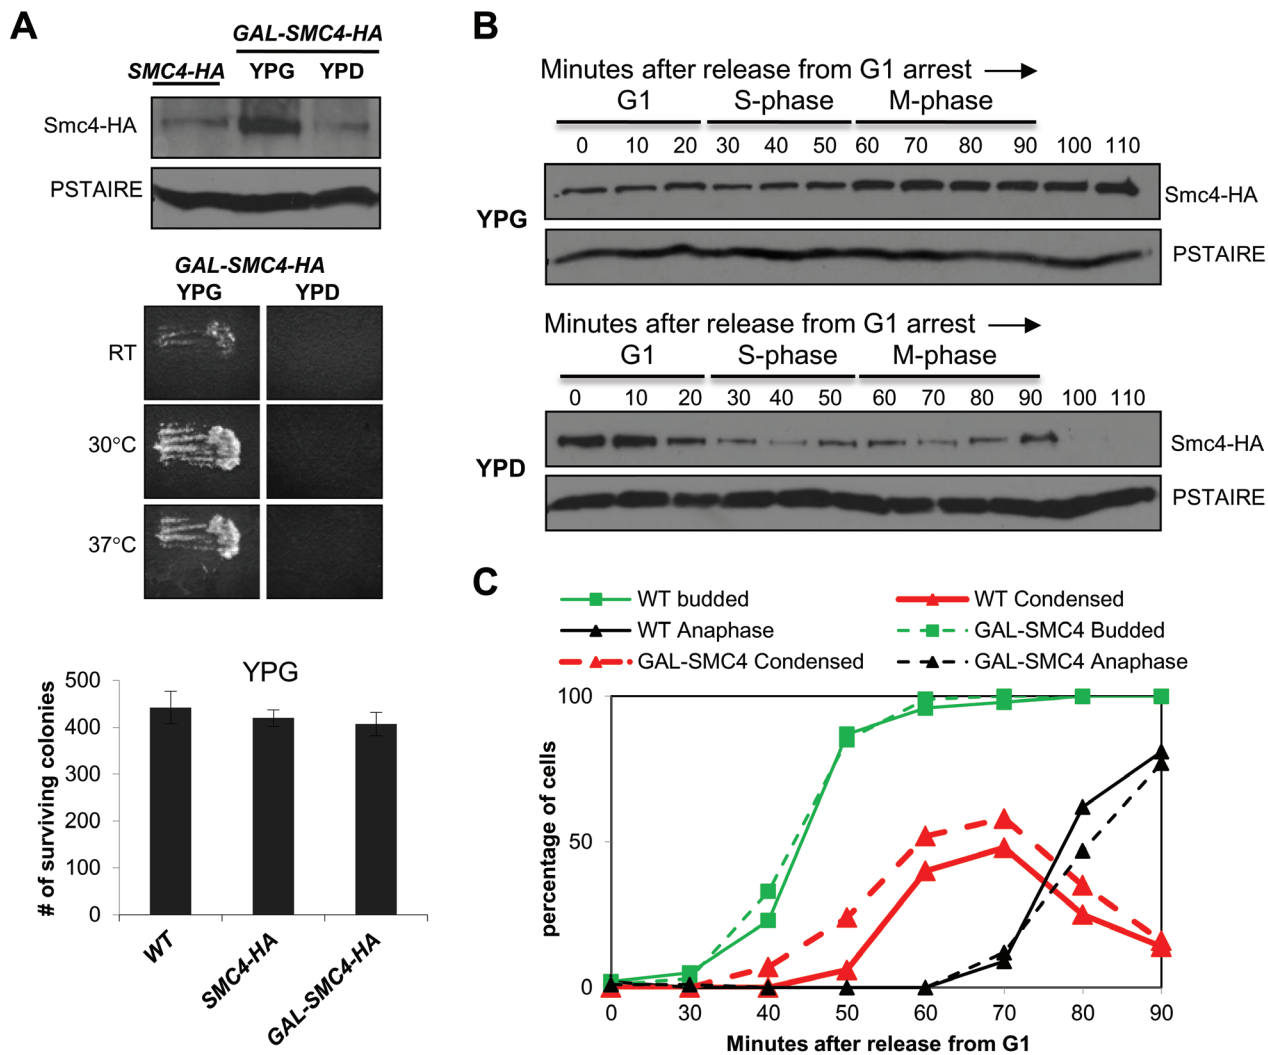 A
GAL-SMC4-HA
SMC4-HA YPG YPD
Smc4-HA
PSTAIRE
GAL-SMC4-HA
YPG YPD
RT
30°C
37°C
YPG
# of surviving colonies
500
400
300
200
100
0
WT
SMC4-HA
GAL-SMC4-HA
B
Minutes after release from G1 arrest →
G1 S-phase M-phase
0 10 20 30 40 50 60 70 80 90 100 110
YPG
Smc4-HA
PSTAIRE
Minutes after release from G1 arrest →
G1 S-phase M-phase
0 10 20 30 40 50 60 70 80 90 100 110
YPD
Smc4-HA
PSTAIRE
C
WT budded
WT Condensed
WT Anaphase
GAL-SMC4 Budded
GAL-SMC4 Condensed
GAL-SMC4 Anaphase
percentage of cells
100
50
0
0 30 40 50 60 70 80 90
Minutes after release from G1